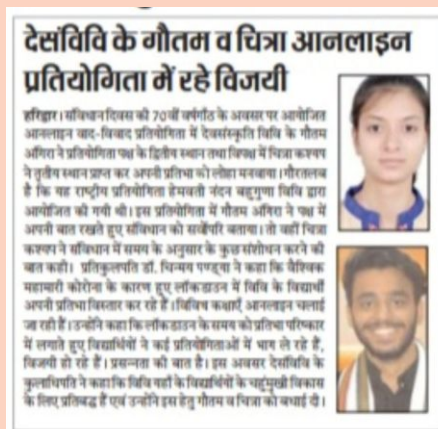 देसंविवि के गौतम व चित्रा आनलाइन
प्रतियोगिता में रहे विजयी
हरिद्वार। संविधान दिवस की 70वीं वर्षगाँठ के अवसर पर आयोजित
आनलाइन वाद-विवाद प्रतियोगिता में देवसंस्कृति विवि के गौतम
अंगिरा ने प्रतियोगिता पक्ष के द्वितीय स्थान तथा विपक्ष में चित्रा कश्यप
ने तृतीय स्थान प्राप्त कर अपनी प्रतिभा को लोहा मनवाया। गौरतलब
है कि यह राष्ट्रीय प्रतियोगिता हेमवती नंदन बहुगुणा विवि द्वारा
आयोजित की गयी थी। इस प्रतियोगिता में गौतम अंगिरा ने पक्ष में
अपनी बात रखते हुए संविधान को सर्वोपरि बताया। तो वहीं चित्रा
कश्यप ने संविधान में समय के अनुसार के कुछ संशोधन करने की
बात कही। प्रतिकुलपति डॉ. चिन्मय पण्ड्या ने कहा कि वैश्विक
महामारी कोरोना के कारण हुए लॉकडाउन में विवि के विद्यार्थी
अपनी प्रतिभा विस्तार कर रहे हैं। विविध कक्षाएँ आनलाइन चलाई
जा रही हैं। उन्होंने कहा कि लॉकडाउन के समय को प्रतिभा परिष्कार
में लगाते हुए विद्यार्थियों ने कई प्रतियोगिताओं में भाग ले रहे हैं,
विजयी हो रहे हैं। प्रसन्नता की बात है। इस अवसर देसंविवि के
कुलाधिपति ने कहा कि विवि यहाँ के विद्यार्थियों के चहुंमुखी विकास
के लिए प्रतिबद्ध हैं एवं उन्होंने इस हेतु गौतम व चित्रा को बधाई दी।